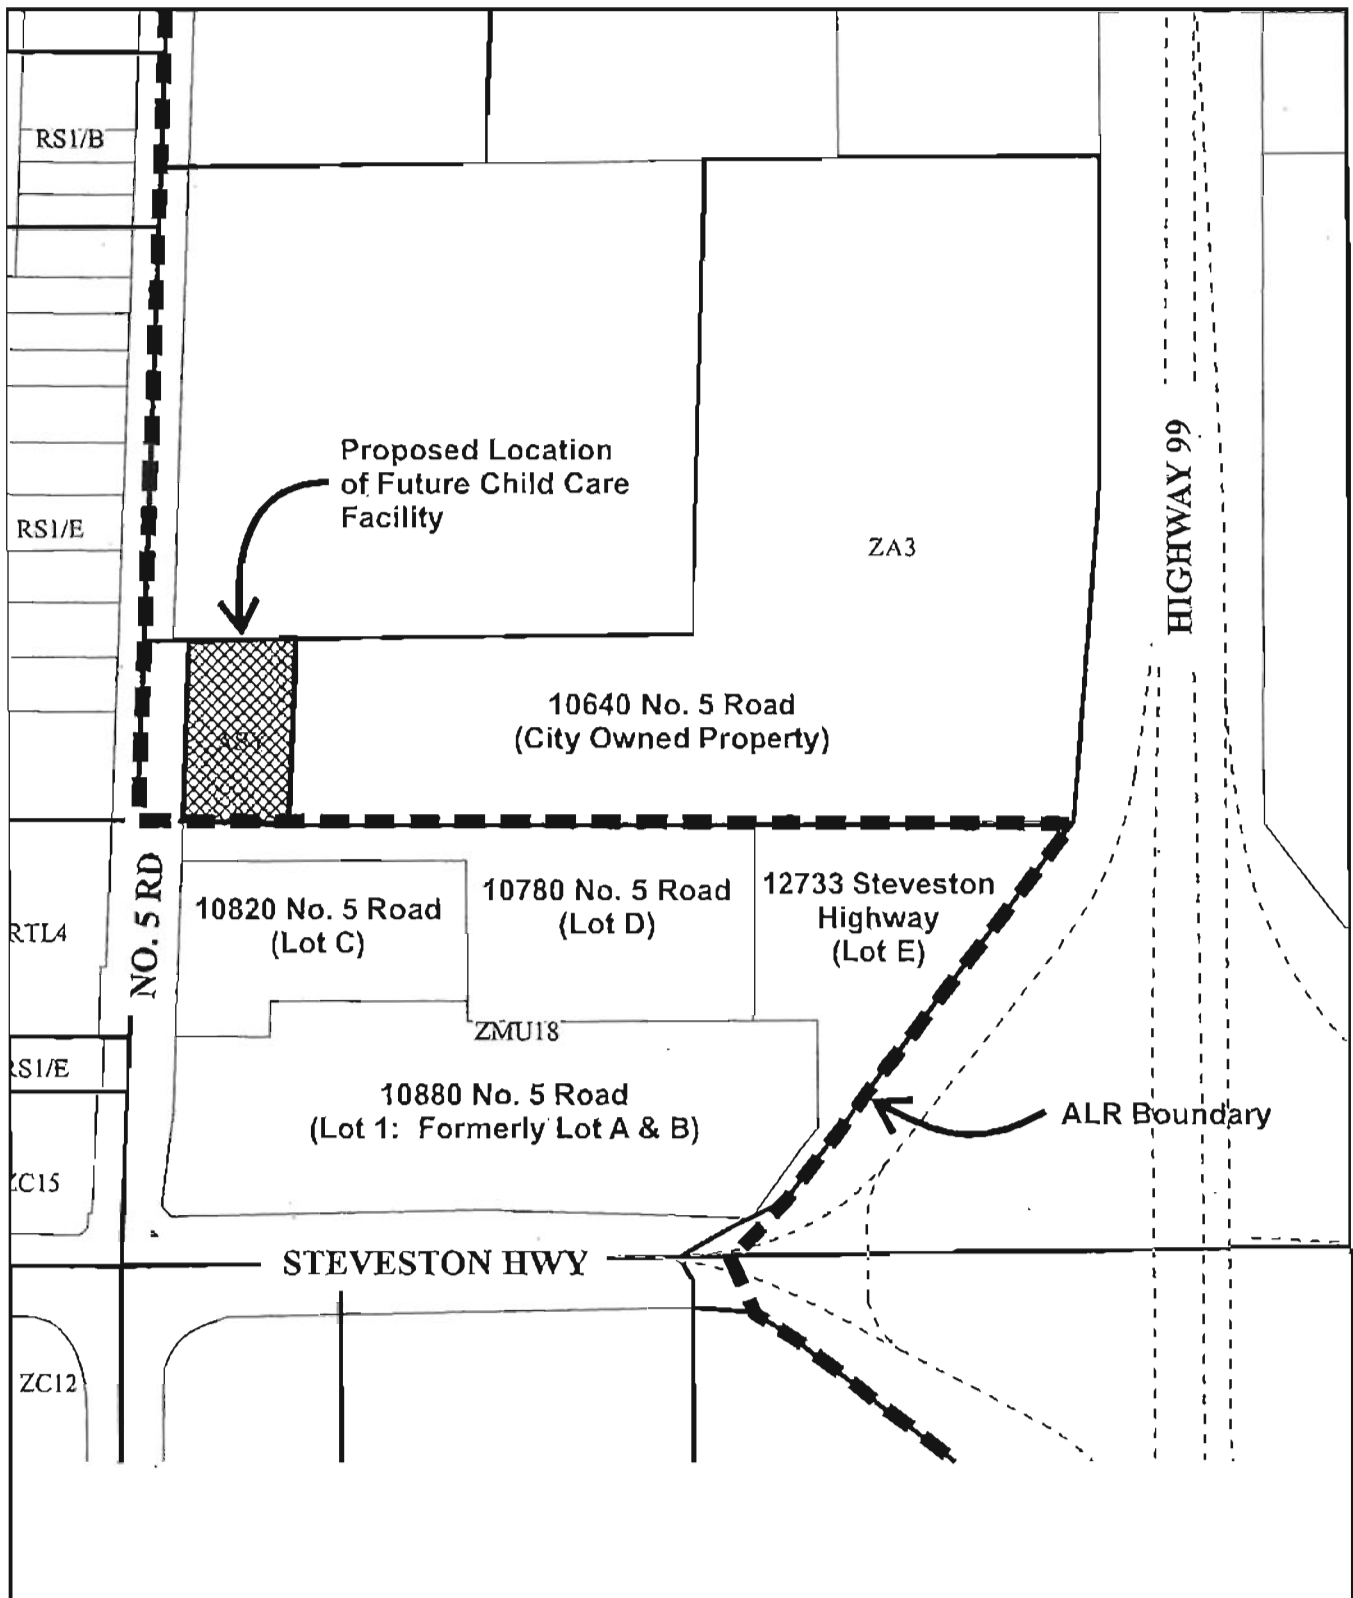 RS1/B
HIGHWAY 99
Proposed Location
of Future Child Care
Facility
RS1/E
ZA3
10640 No. 5 Road
(City Owned Property)
NO. 5 RD
10820 No. 5 Road
(Lot C)
10780 No. 5 Road
(Lot D)
12733 Steveston
Highway
(Lot E)
RTL4
ZMU18
RS1/E
10880 No. 5 Road
(Lot 1: Formerly Lot A & B)
ALR Boundary
ZC15
STEVESTON HWY
ZC12